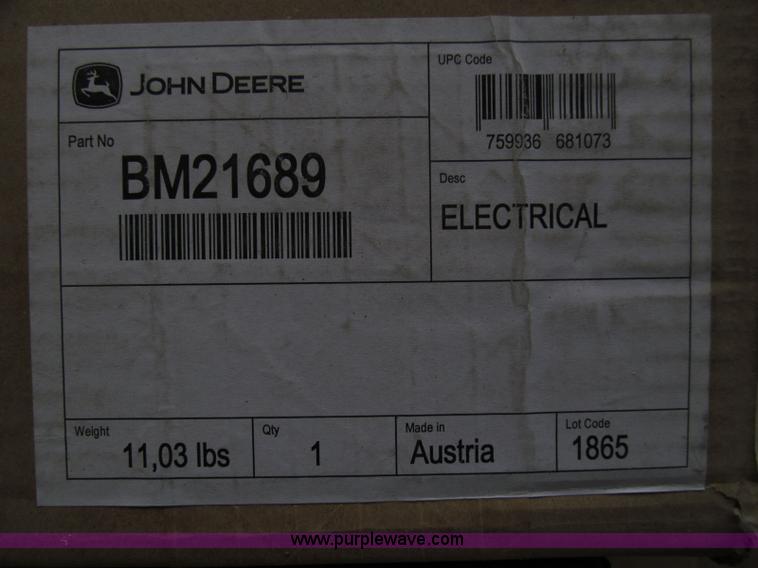 JOHN DEERE
UPC Code
759936 681073
Part No
BM21689
Desc
ELECTRICAL
Weight
11,03 lbs
Qty
1
Made in
Austria
Lot Code
1865
www.purplewave.com